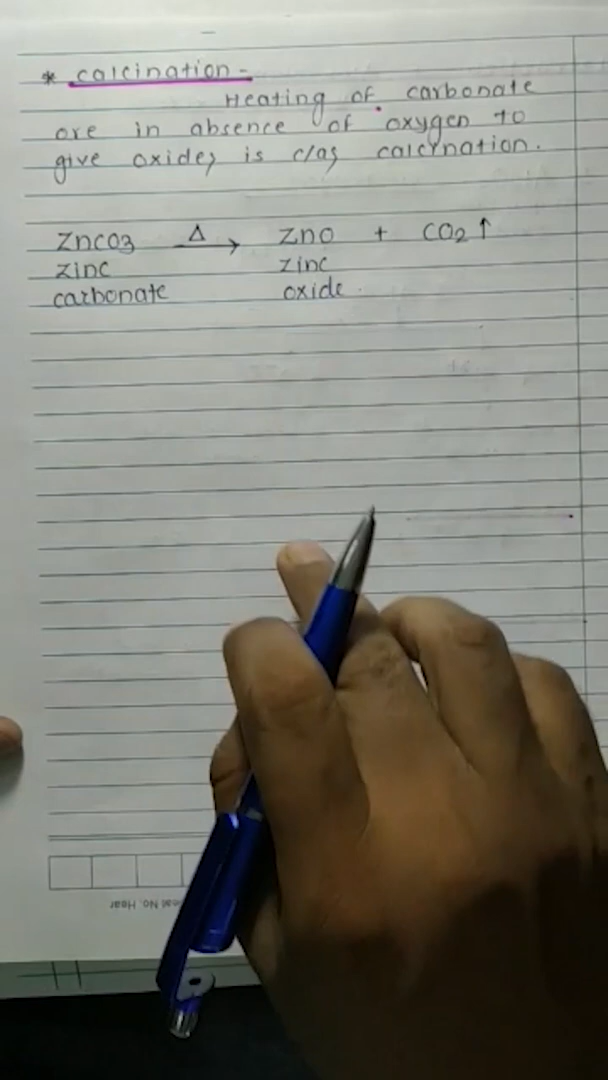 * calcination -
Heating of carbonate
ore in absence of oxygen to
give oxide, is c/as calcination.
ZnCO3 Δ→ ZnO + CO2↑
zinc zinc
carbonate oxide.